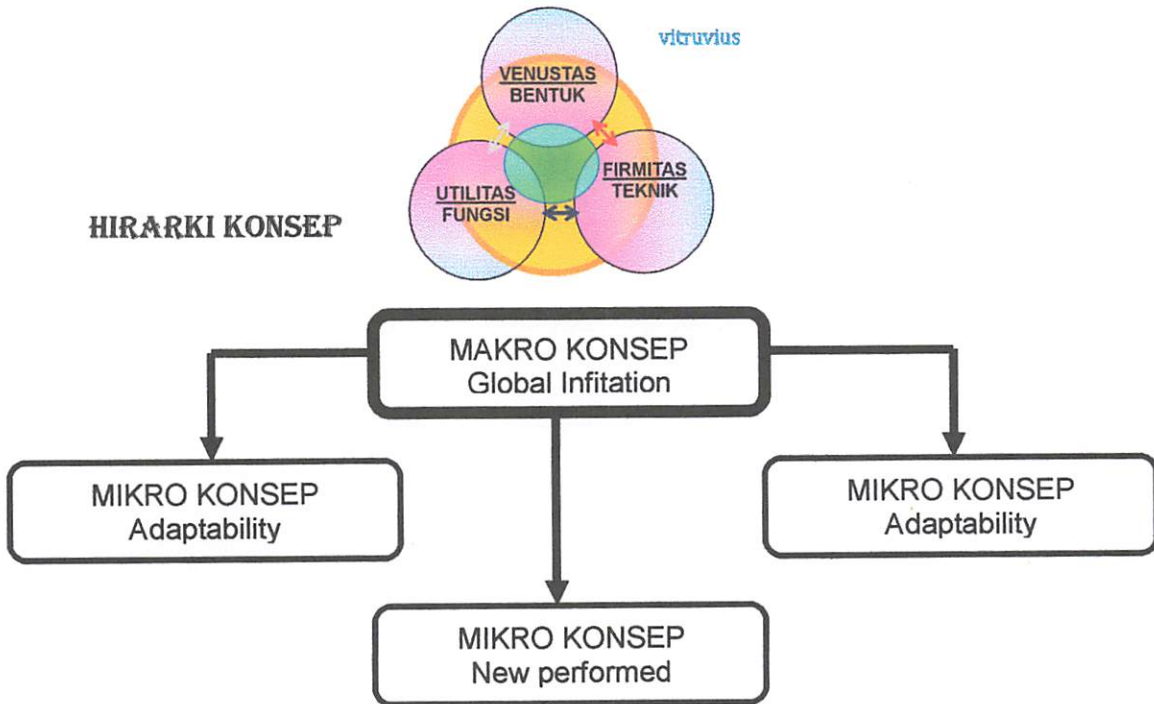 vitruvius
VENUSTAS
BENTUK
UTILITAS
FUNGSI
FIRMITAS
TEKNIK
HIRARKI KONSEP
MAKRO KONSEP
Global Infitation
MIKRO KONSEP
Adaptability
MIKRO KONSEP
Adaptability
MIKRO KONSEP
New performed